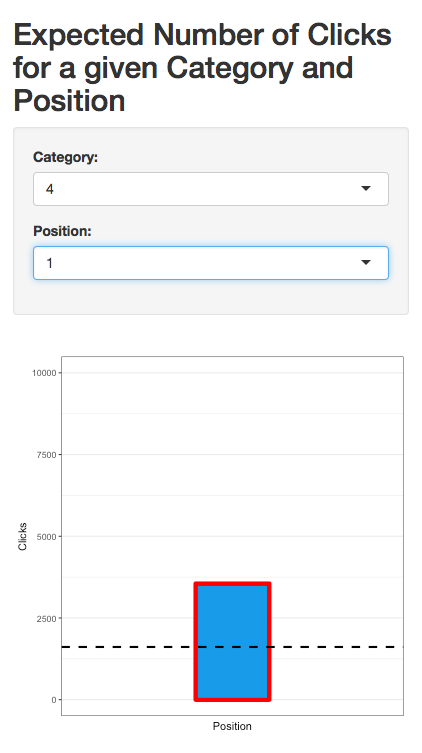 Expected Number of Clicks
for a given Category and
Position
Category:
4
Position:
1
10000
7500
5000
2500
0
Clicks
Position